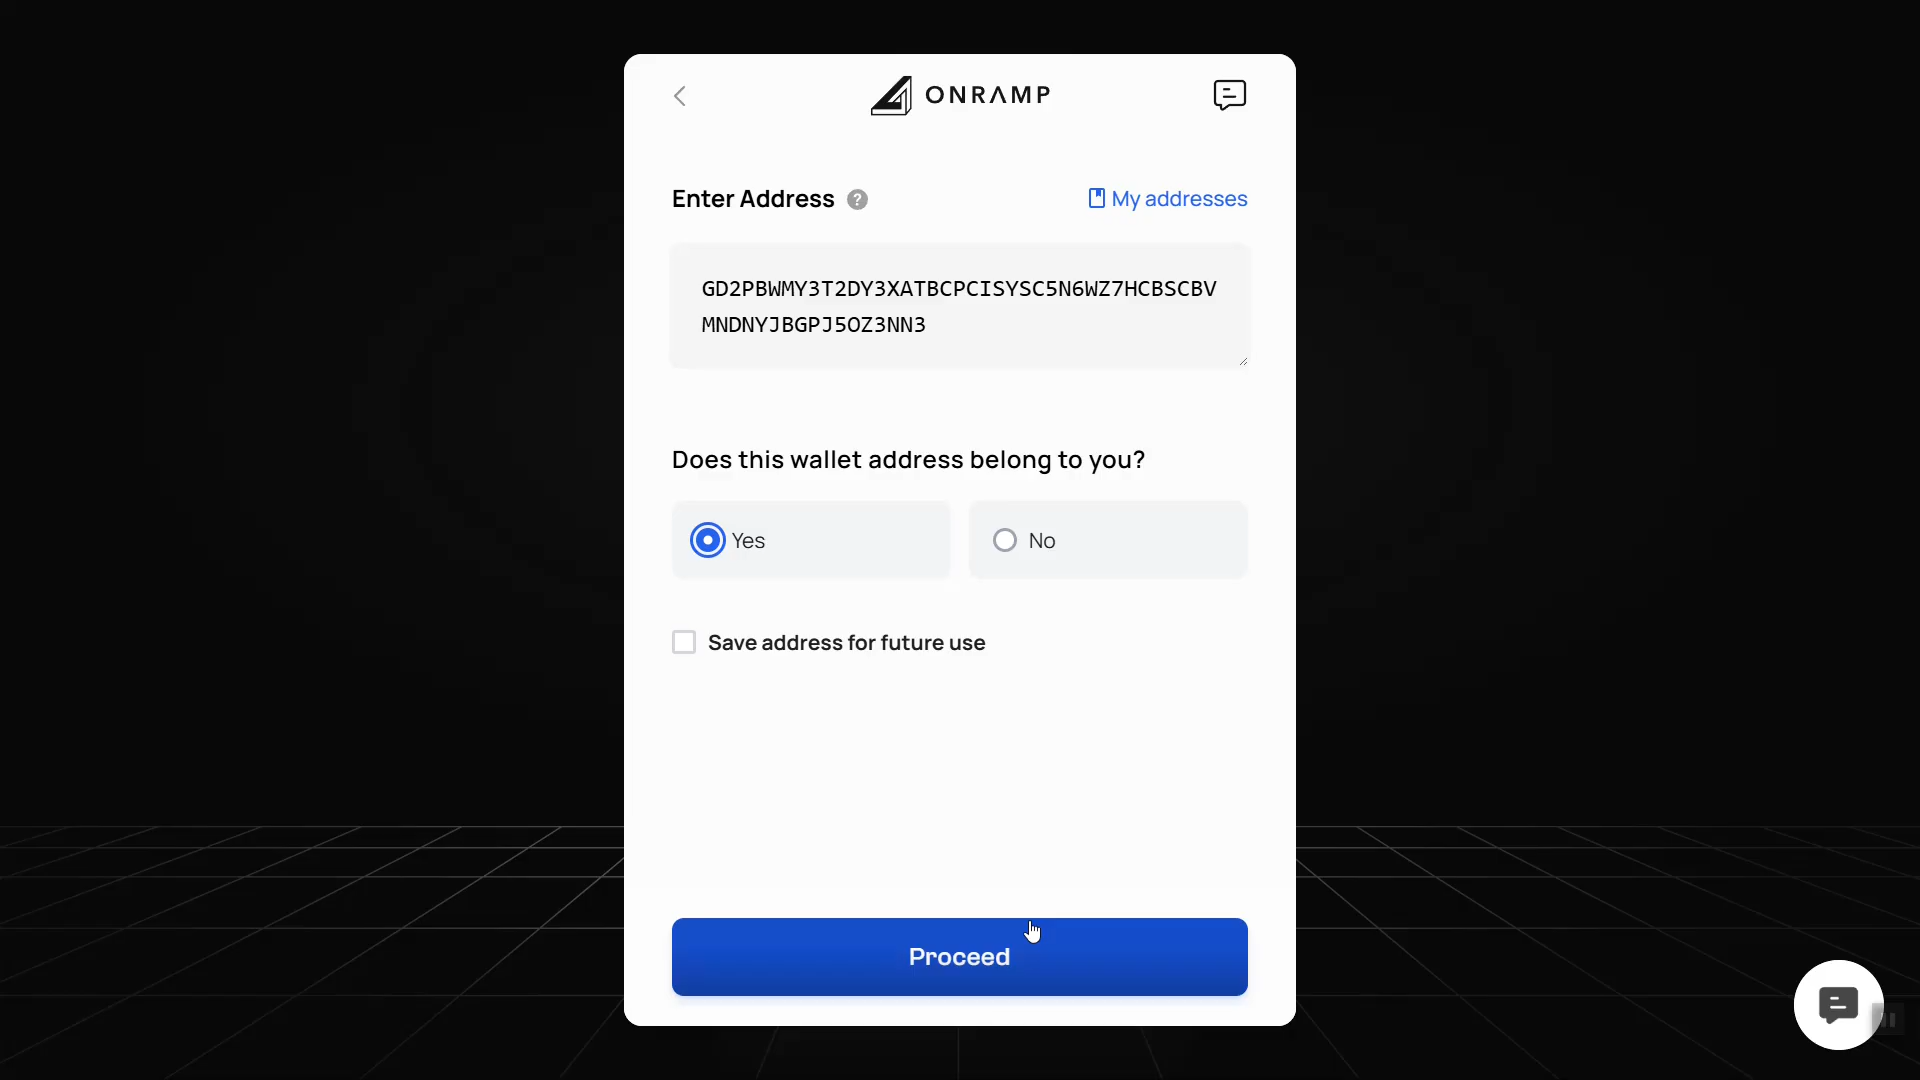 ONRAMP
Enter Address ?
My addresses
GD2PBWMY3T2DY3XATBCPCISYSC5N6WZ7HCBSCBV
MNDNYJBGPJ5OZ3NN3
Does this wallet address belong to you?
Yes
No
Save address for future use
Proceed